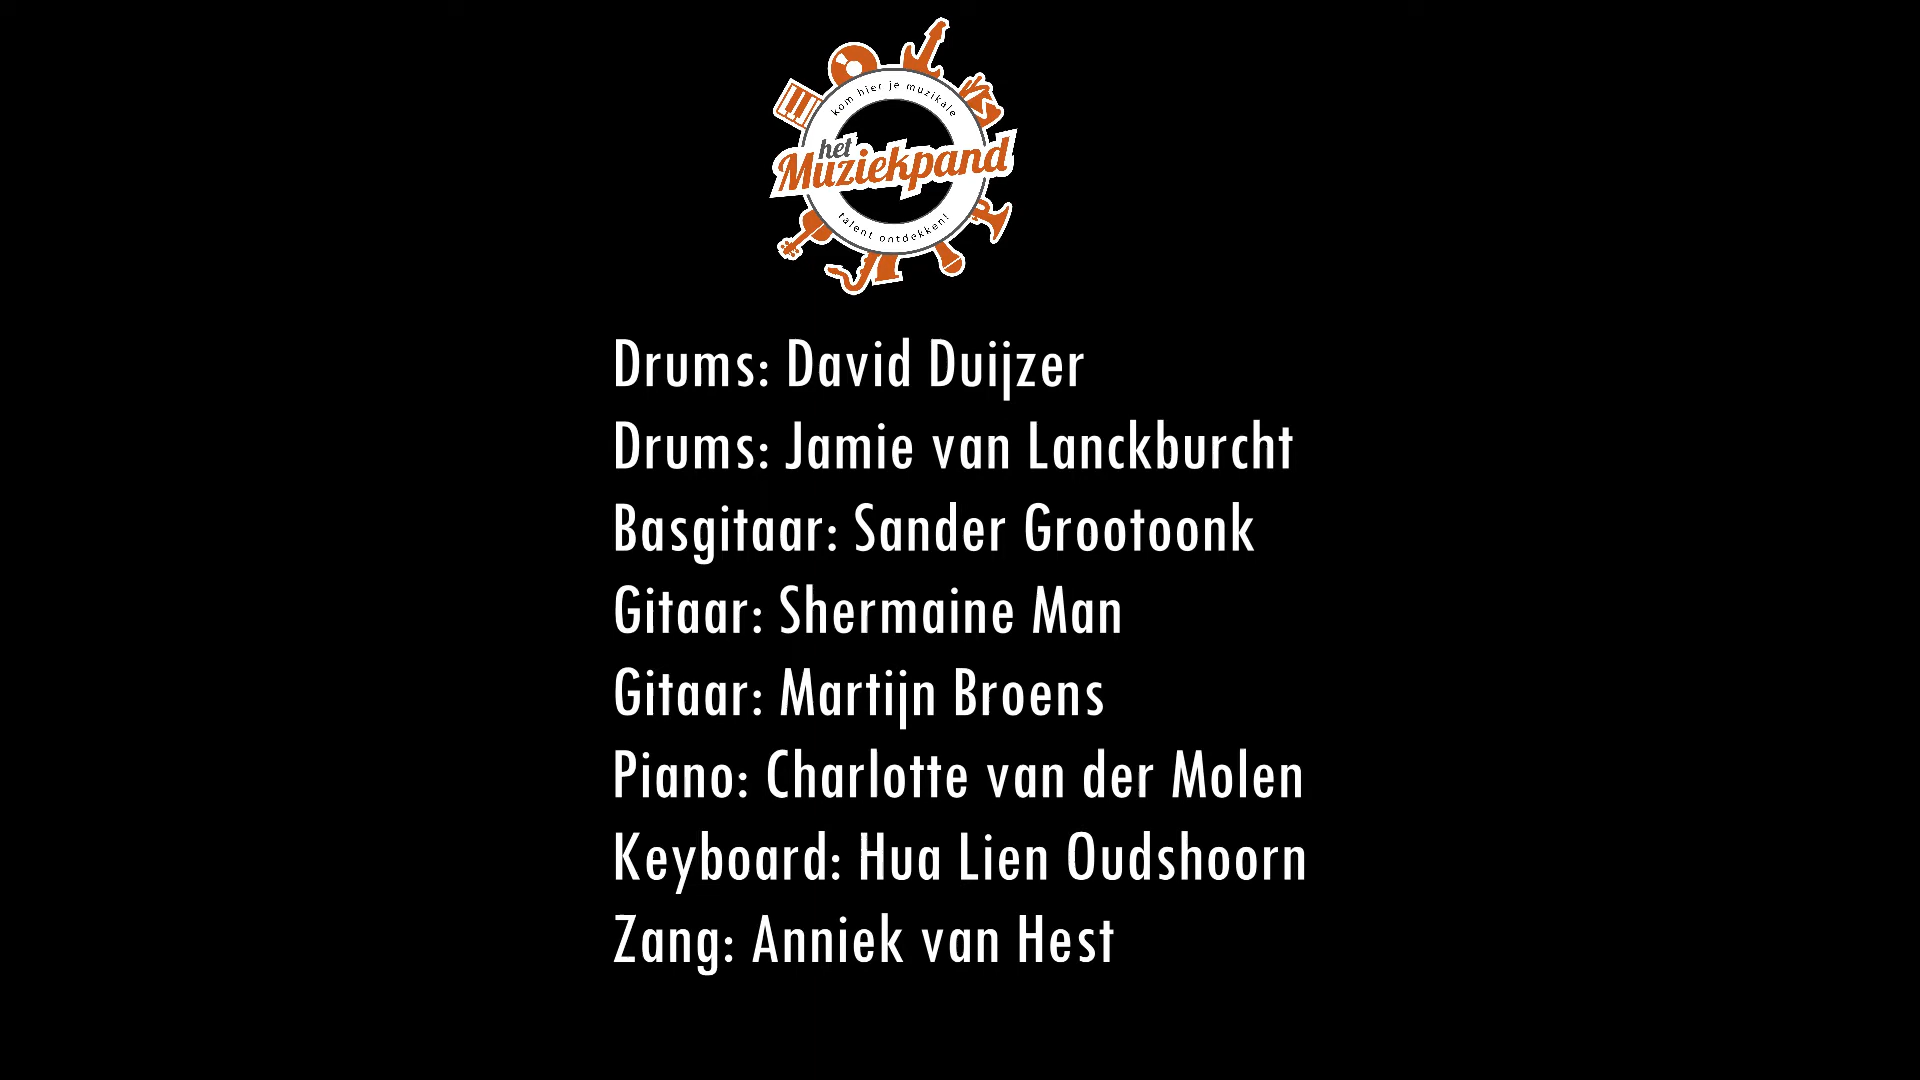 kom hier je muzikale
het
Muziekpand
talent ontdekken!
Drums: David Duijzer
Drums: Jamie van Lanckburcht
Basgitaar: Sander Grootoonk
Gitaar: Shermaine Man
Gitaar: Martijn Broens
Piano: Charlotte van der Molen
Keyboard: Hua Lien Oudshoorn
Zang: Anniek van Hest